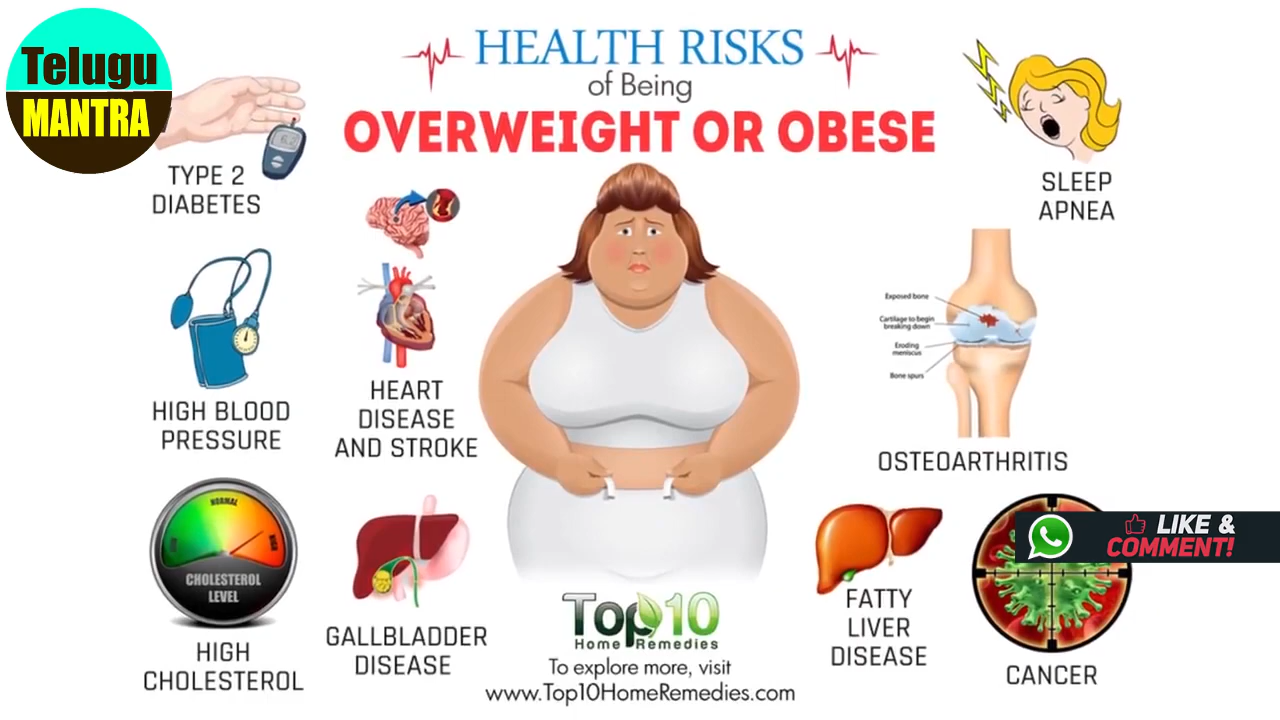 Telugu
MANTRA
HEALTH RISKS
of Being
OVERWEIGHT OR OBESE
TYPE 2
DIABETES
SLEEP
APNEA
HIGH BLOOD
PRESSURE
HEART
DISEASE
AND STROKE
Exposed bone
Cartilage to begin
breaking down
Eroding
meniscus
Bone spurs
OSTEOARTHRITIS
NORMAL
HIGH
CHOLESTEROL
LEVEL
HIGH
CHOLESTEROL
GALLBLADDER
DISEASE
Top10
Home Remedies
To explore more, visit
www.Top10HomeRemedies.com
FATTY
LIVER
DISEASE
LIKE &
COMMENT!
CANCER